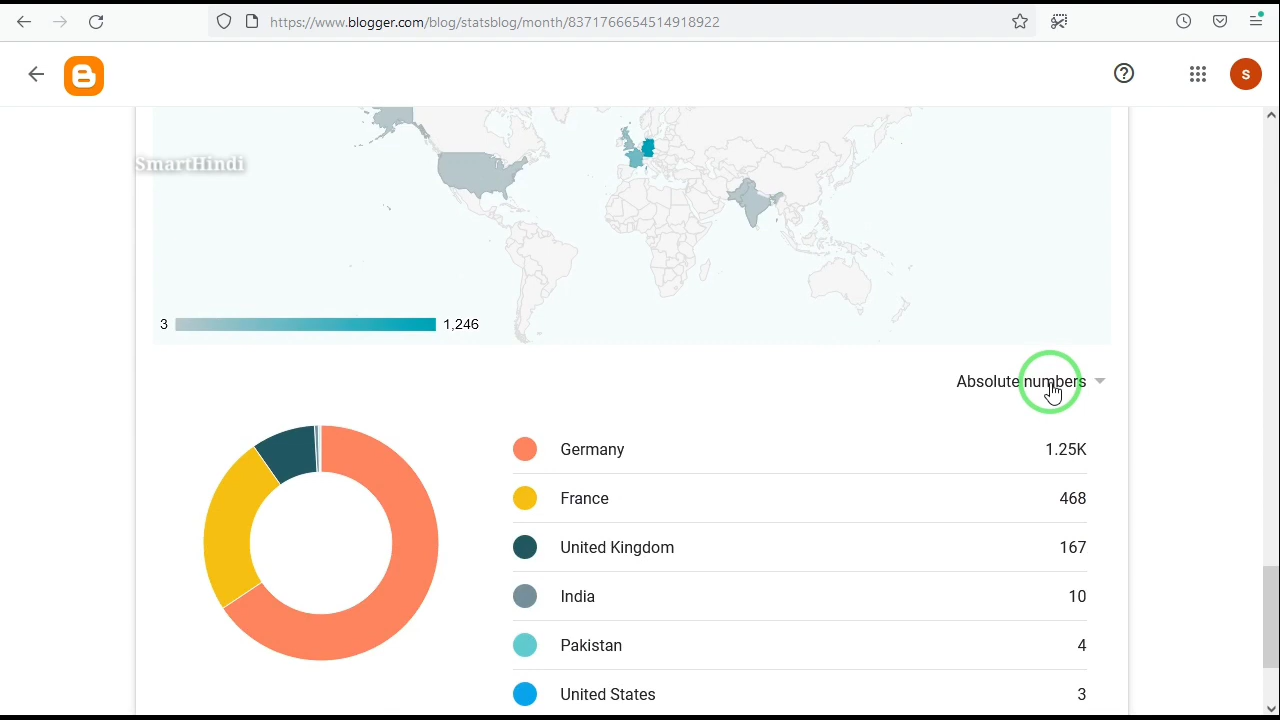 https://www.blogger.com/blog/statsblog/month/8371766654514918922
S
SmartHindi
3
1,246
Absolute numbers
Germany 1.25K
France 468
United Kingdom 167
India 10
Pakistan 4
United States 3